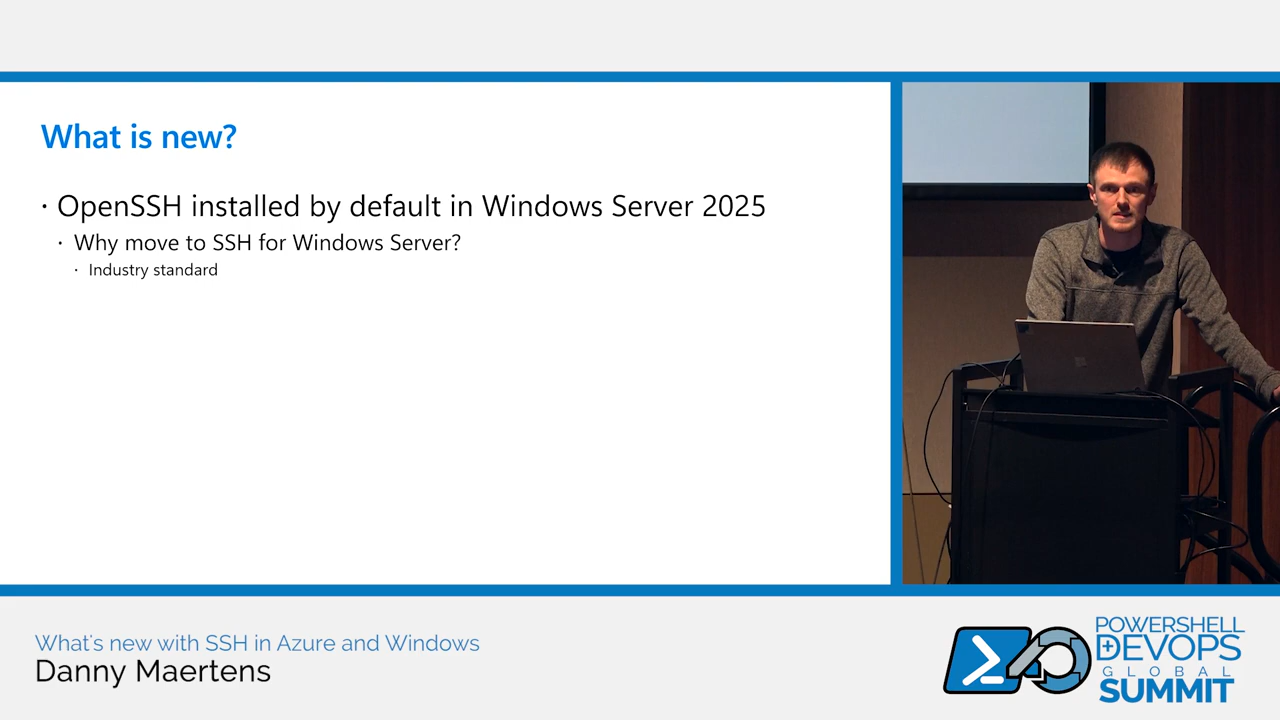 What is new?
· OpenSSH installed by default in Windows Server 2025
· Why move to SSH for Windows Server?
· Industry standard
What's new with SSH in Azure and Windows
Danny Maertens
POWERSHELL
+DEVOPS
GLOBAL
SUMMIT